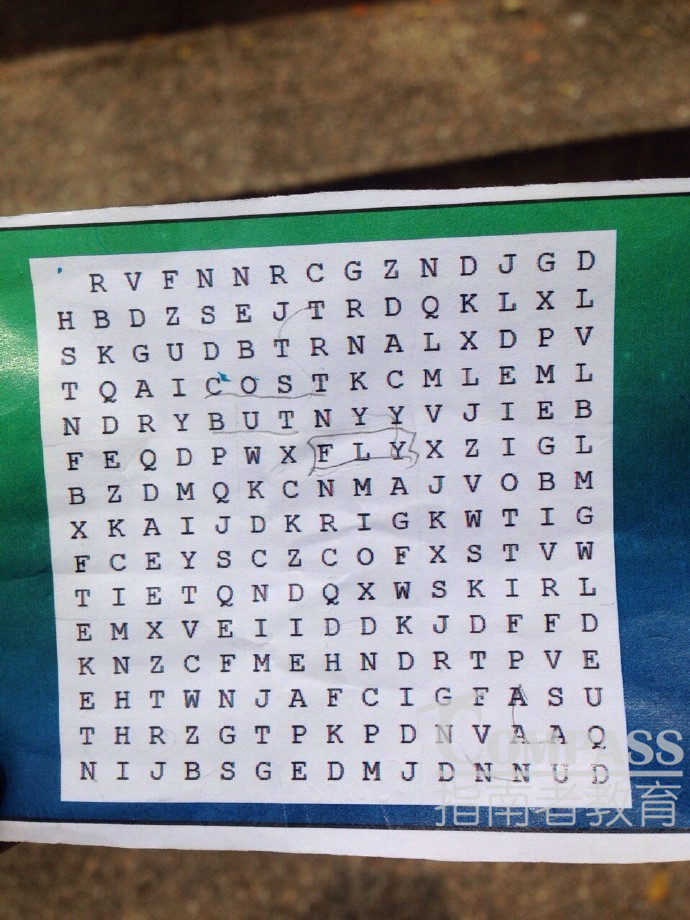 R V F N N R C G Z N D J G D
H B D Z S E J T R D Q K L X L
S K G U D B T R N A L X D P V
T Q A I C O S T K C M L E M L
N D R Y B U T N Y Y V J I E B
F E Q D P W X F L Y X Z I G L
B Z D M Q K C N M A J V O B M
X K A I J D K R I G K W T I G
F C E Y S C Z C O F X S T V W
T I E T Q N D Q X W S K I R L
E M X V E I I D D K J D F F D
K N Z C F M E H N D R T P V E
E H T W N J A F C I G F A S U
T H R Z G T P K P D N V A A Q
N I J B S G E D M J D N N U D
COMPASS
指南者教育